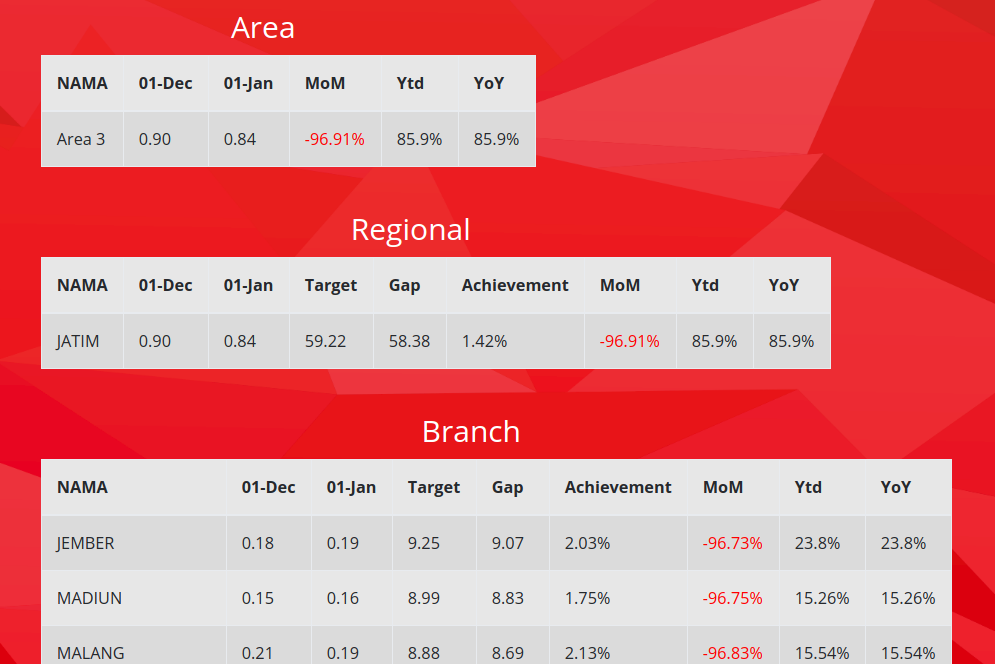 Area
NAMA 01-Dec 01-Jan MoM Ytd YoY
Area 3 0.90 0.84 -96.91% 85.9% 85.9%
Regional
NAMA 01-Dec 01-Jan Target Gap Achievement MoM Ytd YoY
JATIM 0.90 0.84 59.22 58.38 1.42% -96.91% 85.9% 85.9%
Branch
NAMA 01-Dec 01-Jan Target Gap Achievement MoM Ytd YoY
JEMBER 0.18 0.19 9.25 9.07 2.03% -96.73% 23.8% 23.8%
MADIUN 0.15 0.16 8.99 8.83 1.75% -96.75% 15.26% 15.26%
MALANG 0.21 0.19 8.88 8.69 2.13% -96.83% 15.54% 15.54%